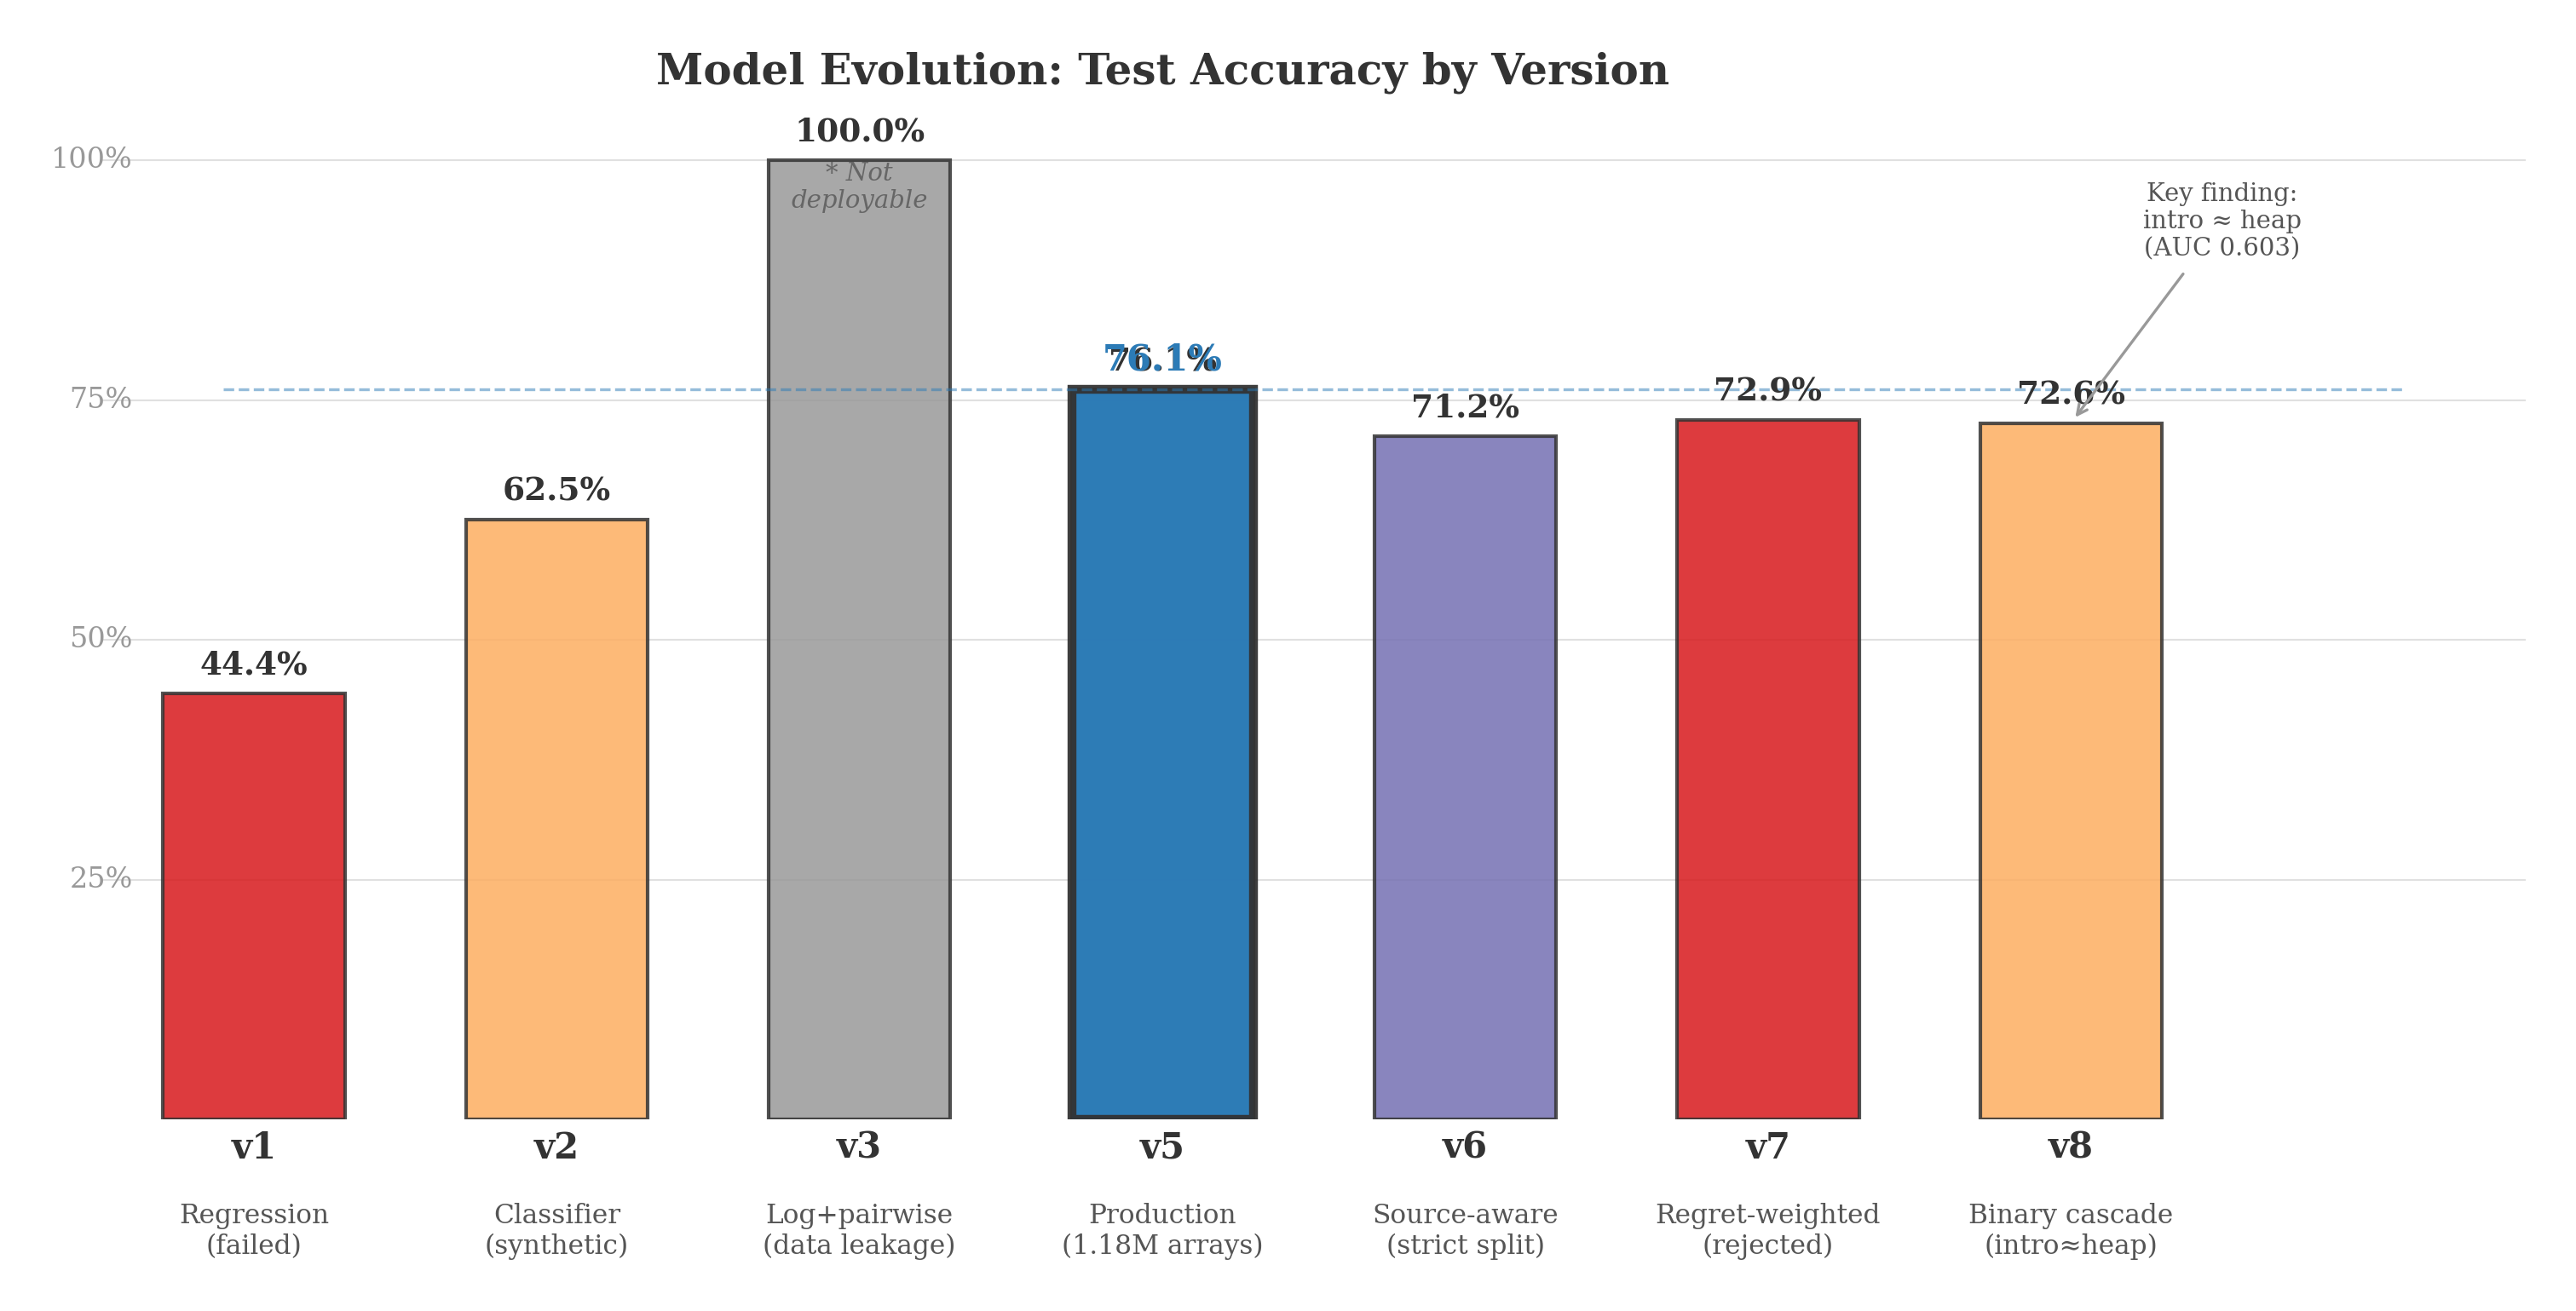 Model Evolution: Test Accuracy by Version
100%
75%
50%
25%
44.4%
62.5%
100.0%
* Not
deployable
76.1%
76.1%
71.2%
72.9%
72.6%
Key finding:
intro ≈ heap
(AUC 0.603)
v1
Regression
(failed)
v2
Classifier
(synthetic)
v3
Log+pairwise
(data leakage)
v5
Production
(1.18M arrays)
v6
Source-aware
(strict split)
v7
Regret-weighted
(rejected)
v8
Binary cascade
(intro≈heap)